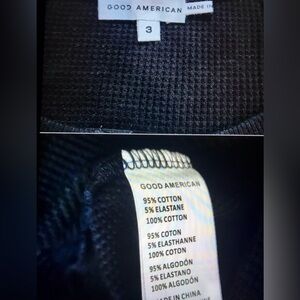 GOOD AMERICAN
MADE IN
3
GOOD AMERICAN
95% COTTON
5% ELASTANE
100% COTTON
95% COTON
5% ELASTHANNE
100% COTON
95% ALGODÓN
5% ELASTANO
100% ALGODÓN
MADE IN CHINA